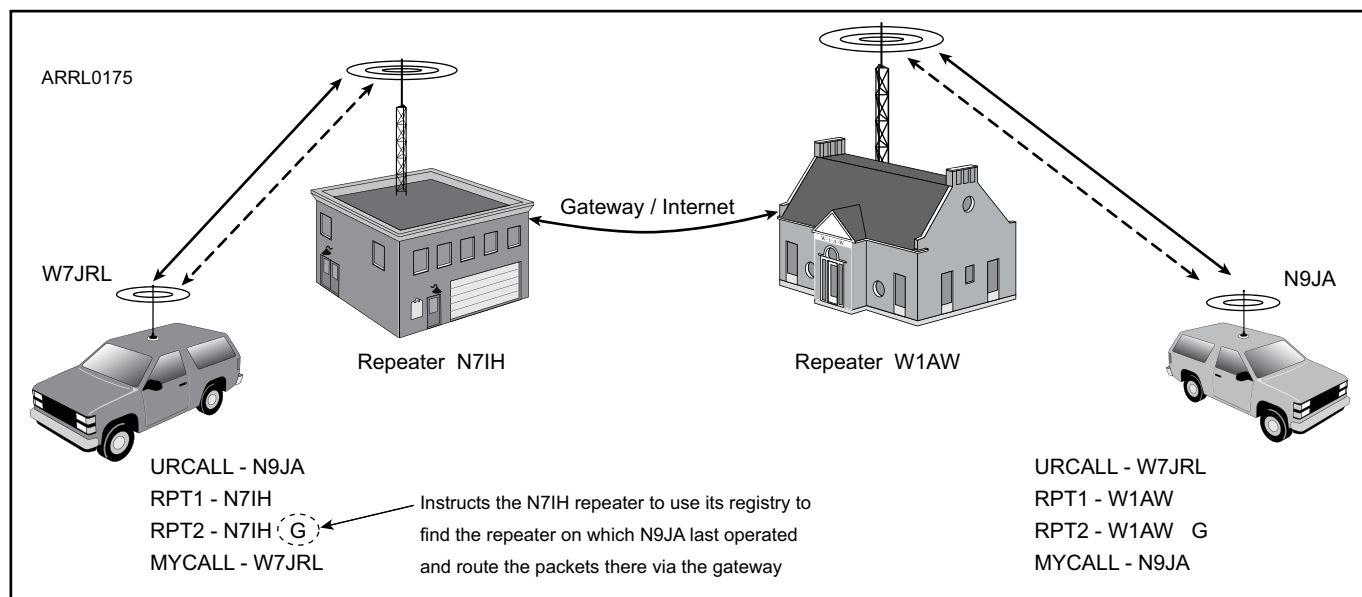 ARRL0175
Gateway / Internet
W7JRL
N9JA
W1AW
Repeater N7IH
Repeater W1AW
URCALL - N9JA
RPT1 - N7IH
RPT2 - N7IH G
MYCALL - W7JRL
Instructs the N7IH repeater to use its registry to
find the repeater on which N9JA last operated
and route the packets there via the gateway
URCALL - W7JRL
RPT1 - W1AW
RPT2 - W1AW G
MYCALL - N9JA